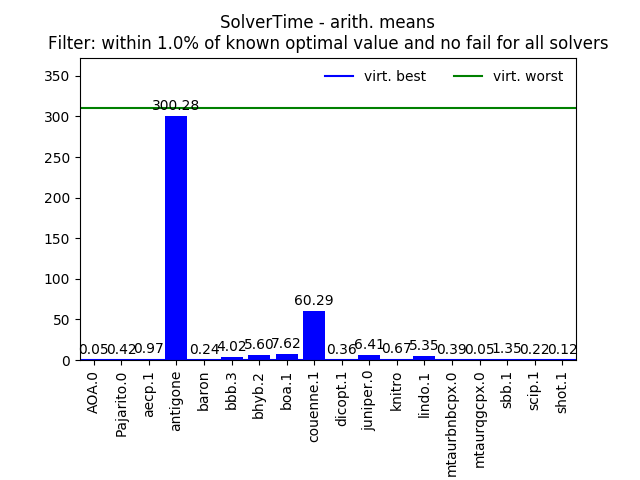 SolverTime - arith. means
Filter: within 1.0% of known optimal value and no fail for all solvers
350
300
250
200
150
100
50
0
virt. best
virt. worst
0.05
0.42
0.97
300.28
0.24
4.02
5.60
7.62
60.29
0.36
6.41
0.67
5.35
0.39
0.05
1.35
0.22
0.12
AOA.0
Pajarito.0
aecp.1
antigone
baron
bbb.3
bhyb.2
boa.1
couenne.1
dicopt.1
juniper.0
knitro
lindo.1
mtaurbnbcpx.0
mtaurqgcpx.0
sbb.1
scip.1
shot.1